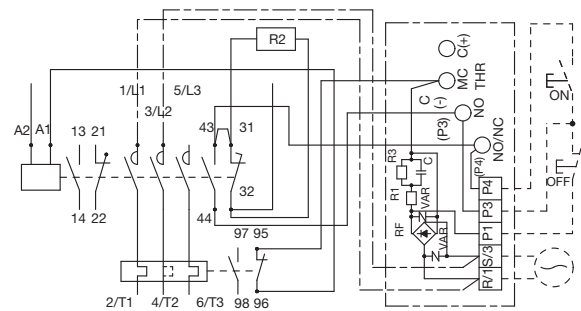 R2
C(+)
1/L1
5/L3
3/L2
MC
THR
C
(-)
NO
(P3)
ON
A2
A1
13
21
43
31
NO/NC
(P4)
R3
C
OFF
R1
VAR
P4
14
22
44
32
P3
RF
VAR
P1
97
95
S/3
R/1
98
96
2/T1
4/T2
6/T3